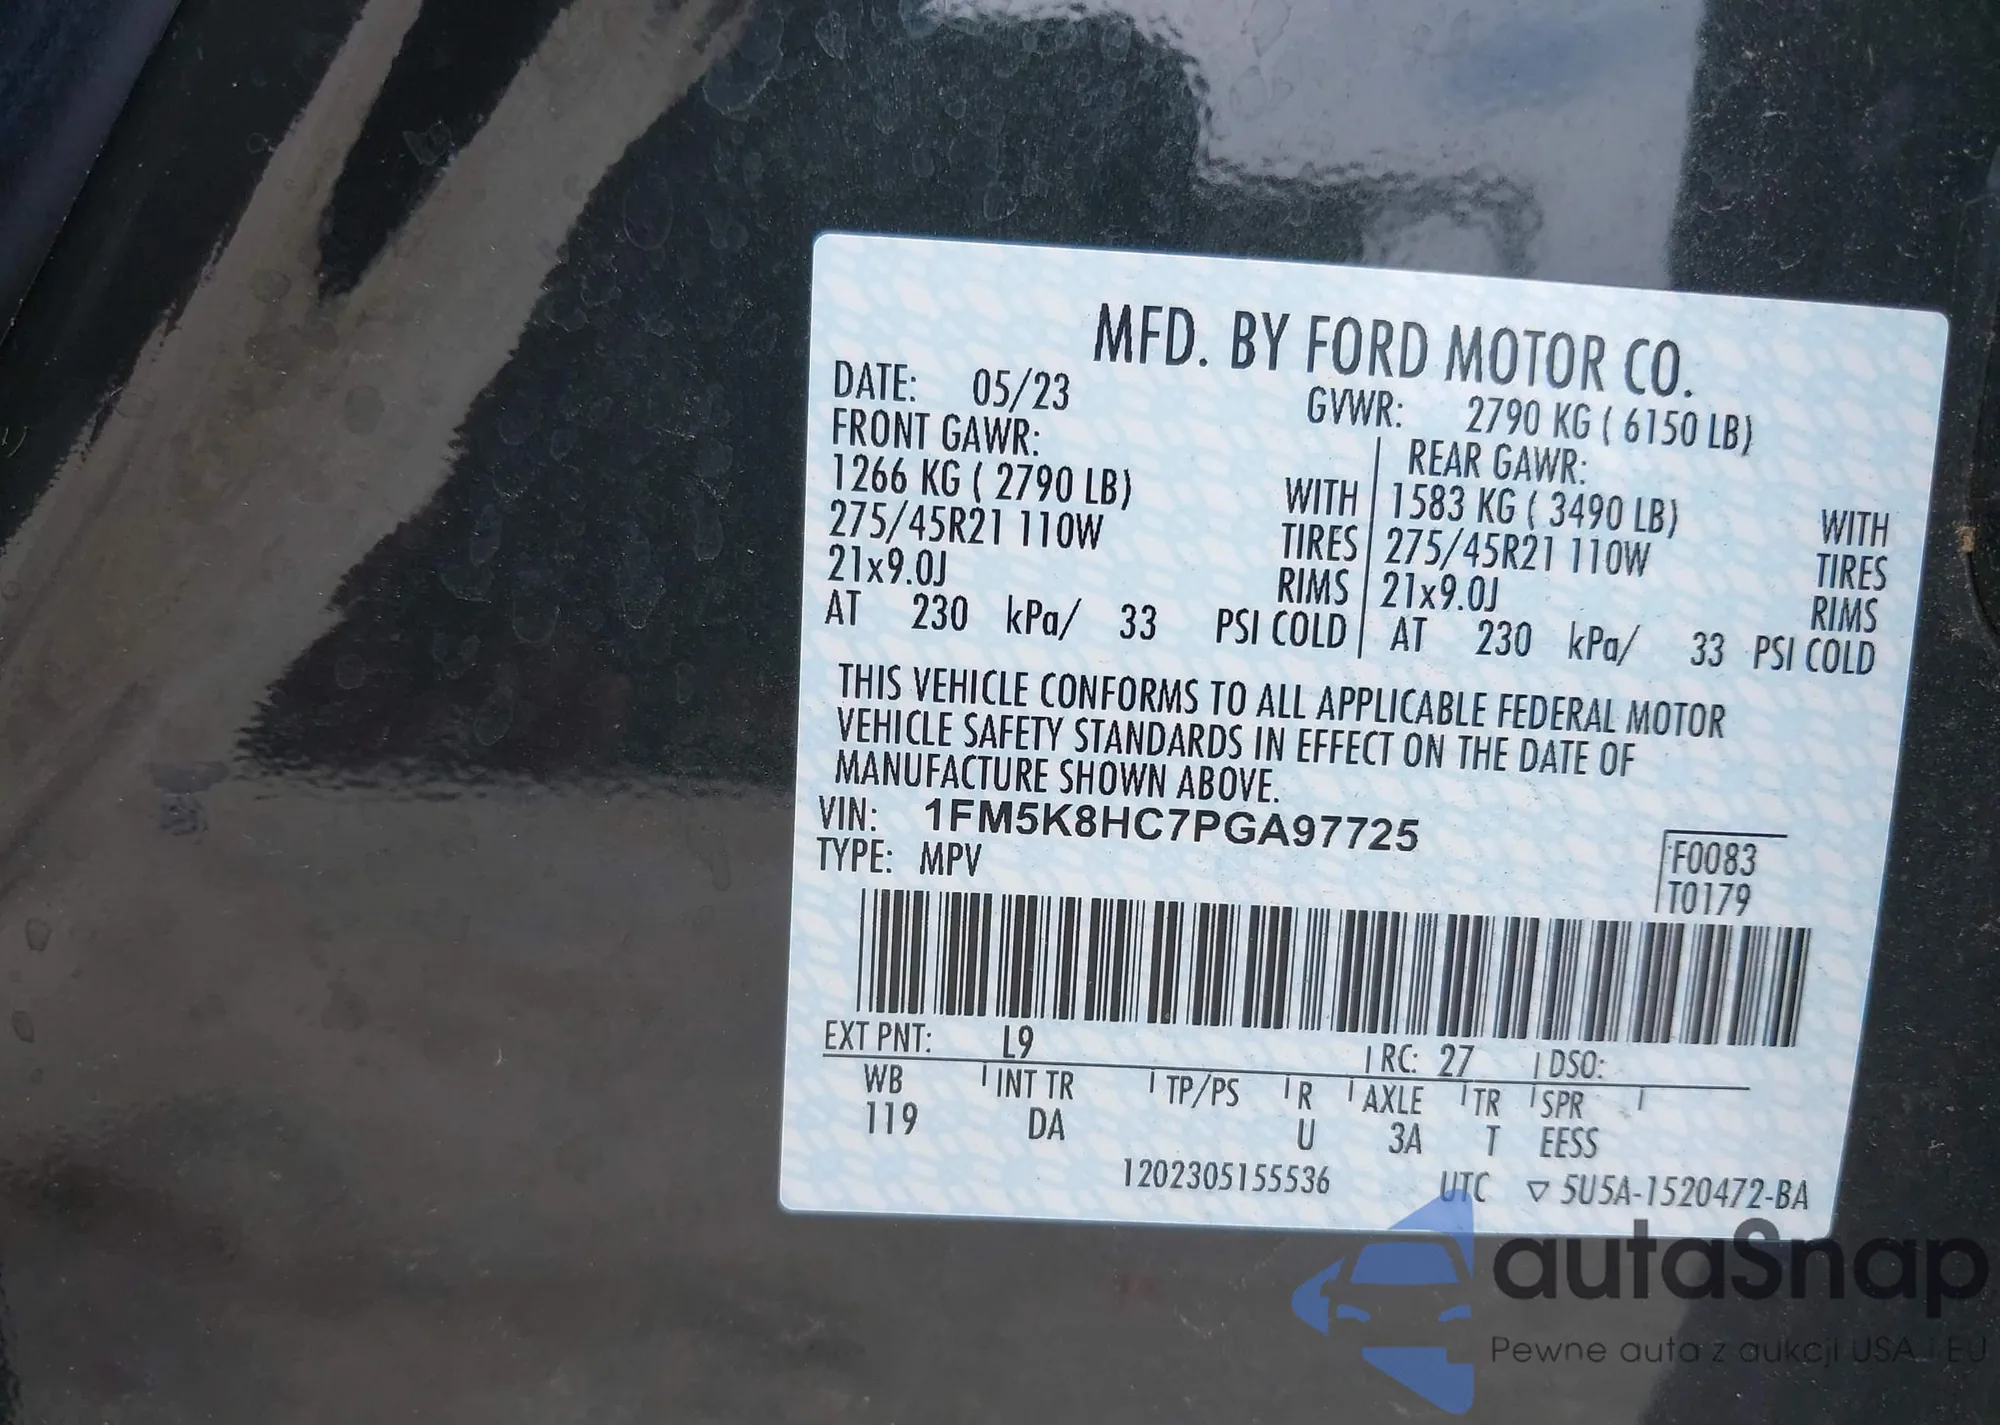 MFD. BY FORD MOTOR CO.
DATE: 05/23 GVWR: 2790 KG ( 6150 LB)
FRONT GAWR: REAR GAWR:
1266 KG ( 2790 LB) WITH 1583 KG ( 3490 LB) WITH
275/45R21 110W TIRES 275/45R21 110W TIRES
21x9.0J RIMS 21x9.0J RIMS
AT 230 kPa/ 33 PSI COLD AT 230 kPa/ 33 PSI COLD
THIS VEHICLE CONFORMS TO ALL APPLICABLE FEDERAL MOTOR
VEHICLE SAFETY STANDARDS IN EFFECT ON THE DATE OF
MANUFACTURE SHOWN ABOVE.
VIN: 1FM5K8HC7PGA97725
TYPE: MPV
F0083
T0179
EXT PNT: L9 RC: 27 DSO:
WB INT TR TP/PS R AXLE TR SPR
119 DA U 3A T EESS
1202305155536 UTC ▽ 5U5A-1520472-BA
autoSnap
Pewne auta z aukcji USA i EU